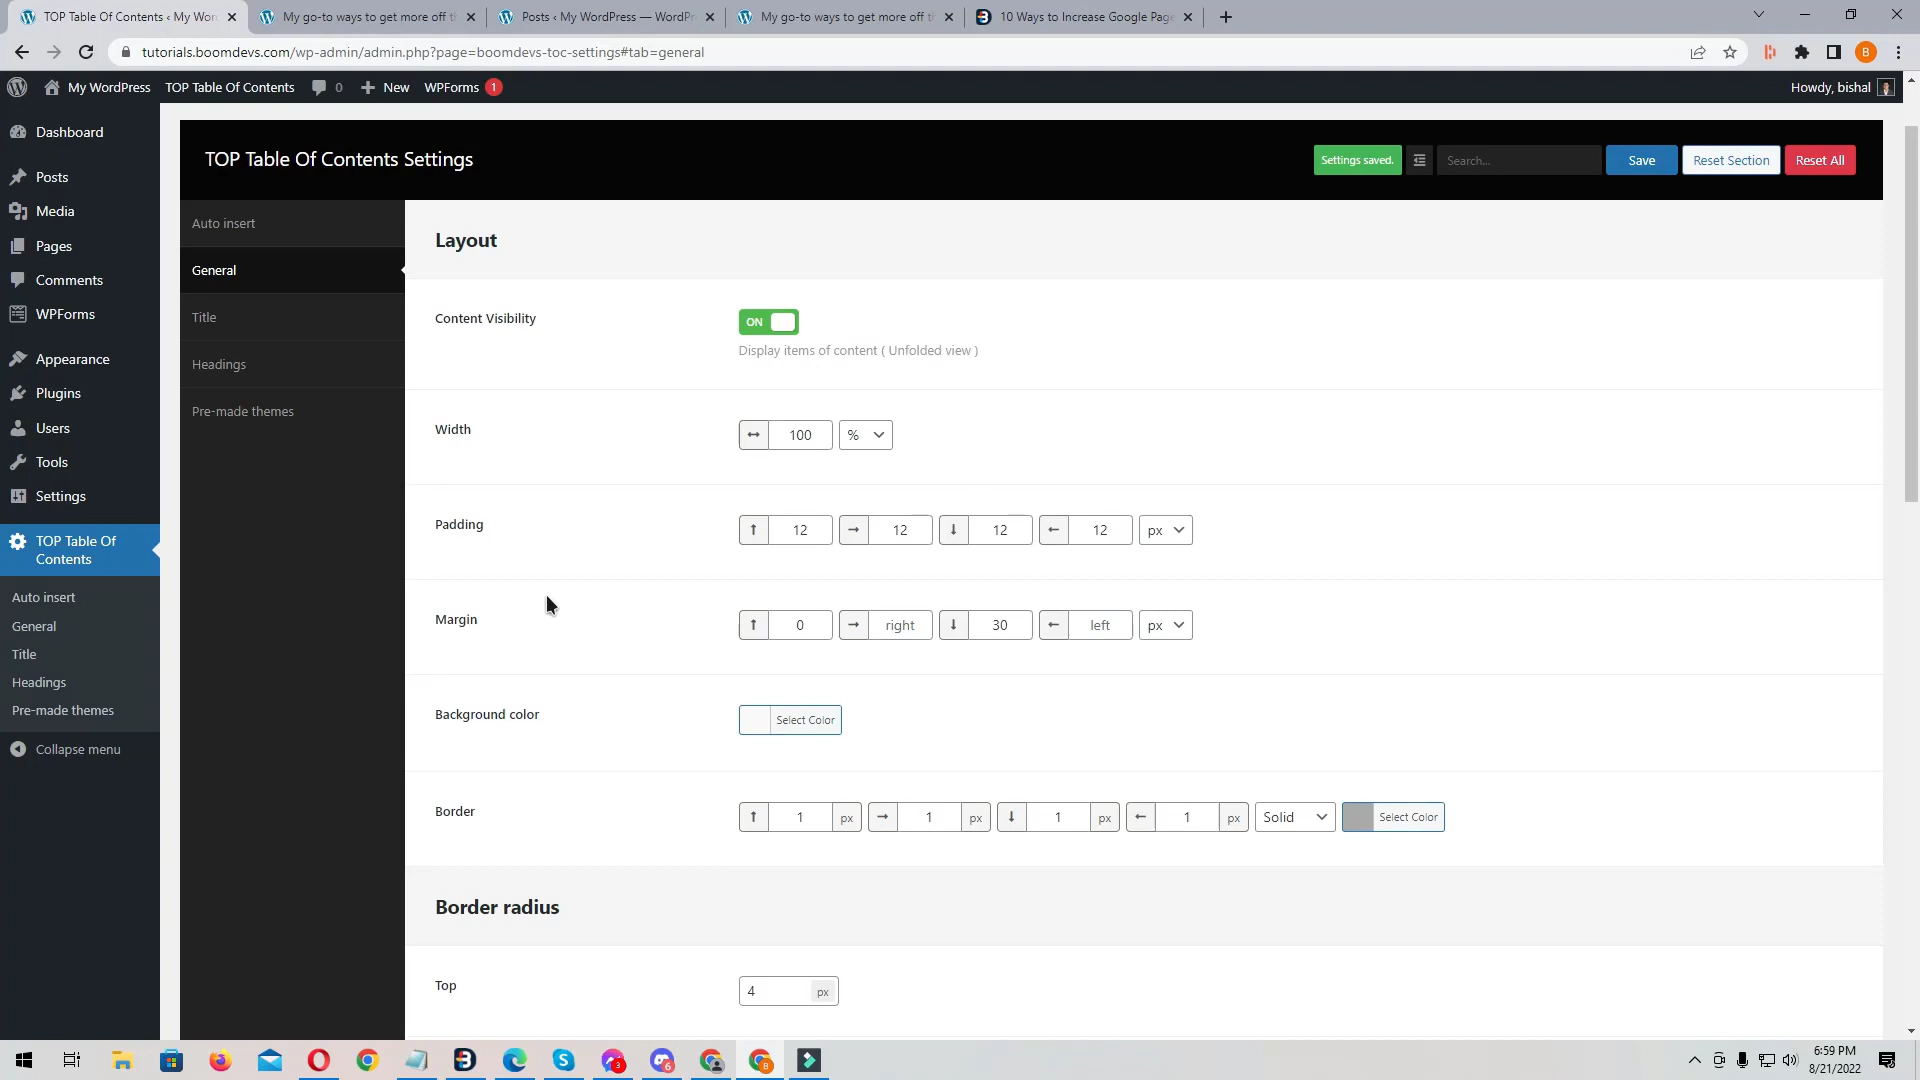 TOP Table Of Contents ‹ My Wor
My go-to ways to get more off th
Posts ‹ My WordPress — WordPr
My go-to ways to get more off th
10 Ways to Increase Google Page
tutorials.boomdevs.com/wp-admin/admin.php?page=boomdevs-toc-settings#tab=general
B
My WordPress
TOP Table Of Contents
0
New
WPForms
1
Howdy, bishal
Dashboard
Posts
Media
Pages
Comments
WPForms
Appearance
Plugins
Users
Tools
Settings
TOP Table Of
Contents
Auto insert
General
Title
Headings
Pre-made themes
Collapse menu
TOP Table Of Contents Settings
Settings saved.
Search...
Save
Reset Section
Reset All
Auto insert
General
Title
Headings
Pre-made themes
Layout
Content Visibility
ON
Display items of content ( Unfolded view )
Width
100
%
Padding
12
12
12
12
px
Margin
0
right
30
left
px
Background color
Select Color
Border
1 px
1 px
1 px
1 px
Solid
Select Color
Border radius
Top
4 px
3
6
B
6:59 PM
8/21/2022